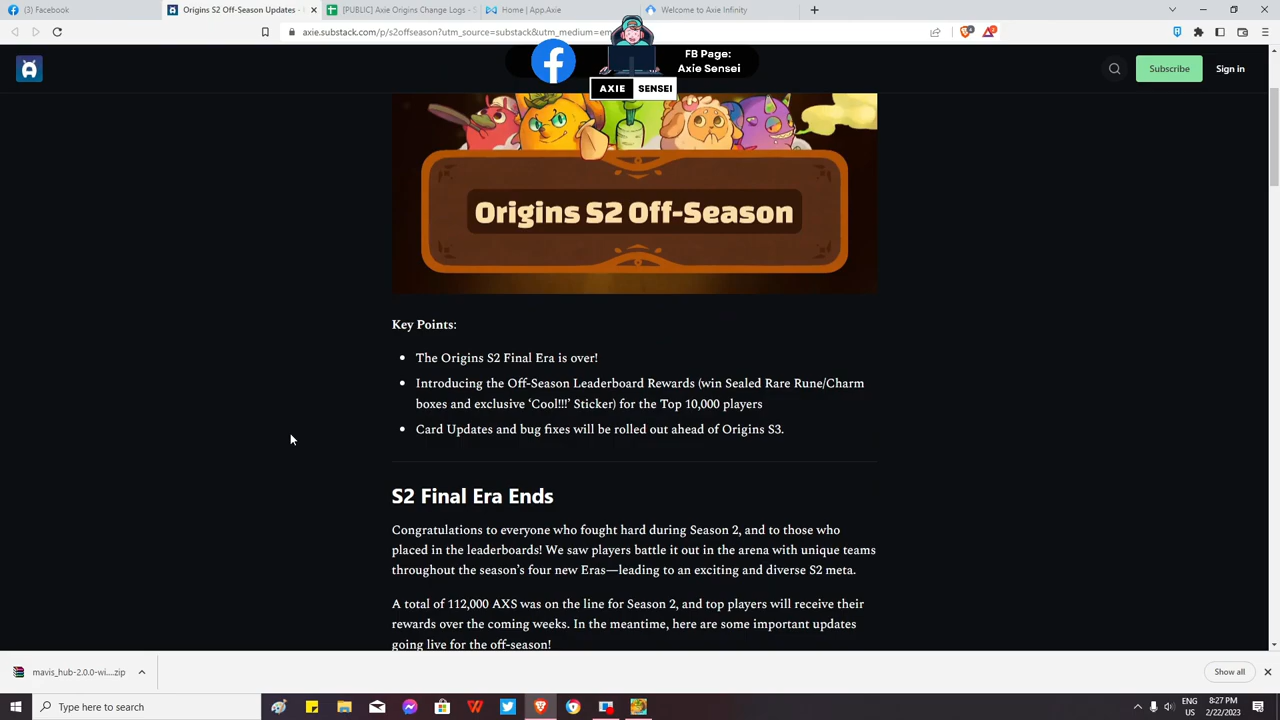 (3) Facebook
Origins S2 Off-Season Updates -
[PUBLIC] Axie Origins Change Logs - S
Home | App.Axie
Welcome to Axie Infinity
axie.substack.com/p/s2offseason?utm_source=substack&utm_medium=em
FB Page:
Axie Sensei
AXIE SENSEI
Subscribe
Sign in
Origins S2 Off-Season
Key Points:
• The Origins S2 Final Era is over!
• Introducing the Off-Season Leaderboard Rewards (win Sealed Rare Rune/Charm
boxes and exclusive ‘Cool!!!’ Sticker) for the Top 10,000 players
• Card Updates and bug fixes will be rolled out ahead of Origins S3.
S2 Final Era Ends
Congratulations to everyone who fought hard during Season 2, and to those who
placed in the leaderboards! We saw players battle it out in the arena with unique teams
throughout the season’s four new Eras—leading to an exciting and diverse S2 meta.
A total of 112,000 AXS was on the line for Season 2, and top players will receive their
rewards over the coming weeks. In the meantime, here are some important updates
going live for the off-season!
mavis_hub-2.0.0-wi....zip
Show all
Type here to search
ENG
US
8:27 PM
2/22/2023